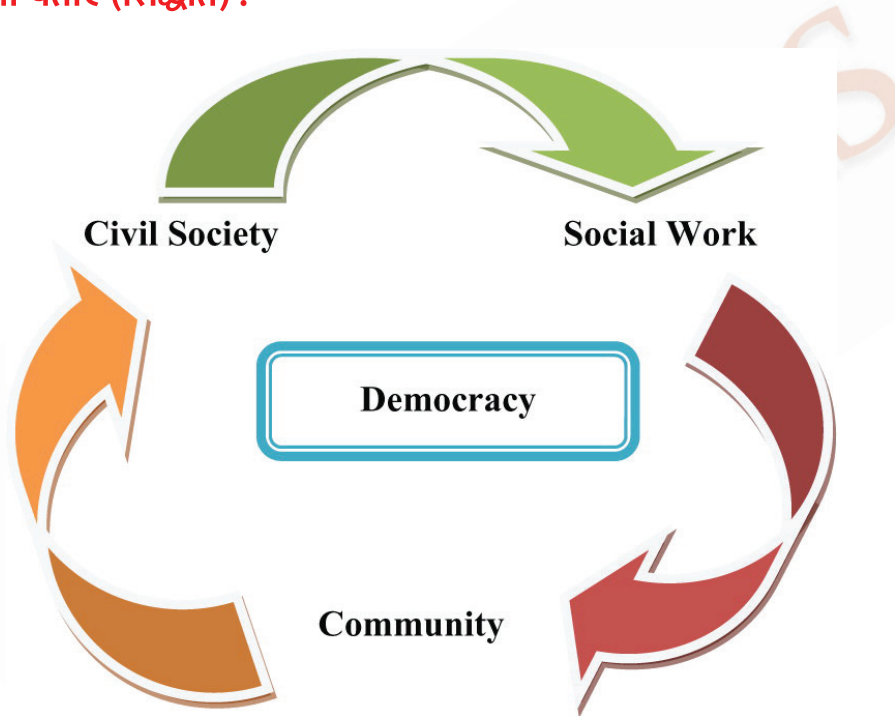 (सिद्धांत) :
Civil Society
Social Work
Democracy
Community